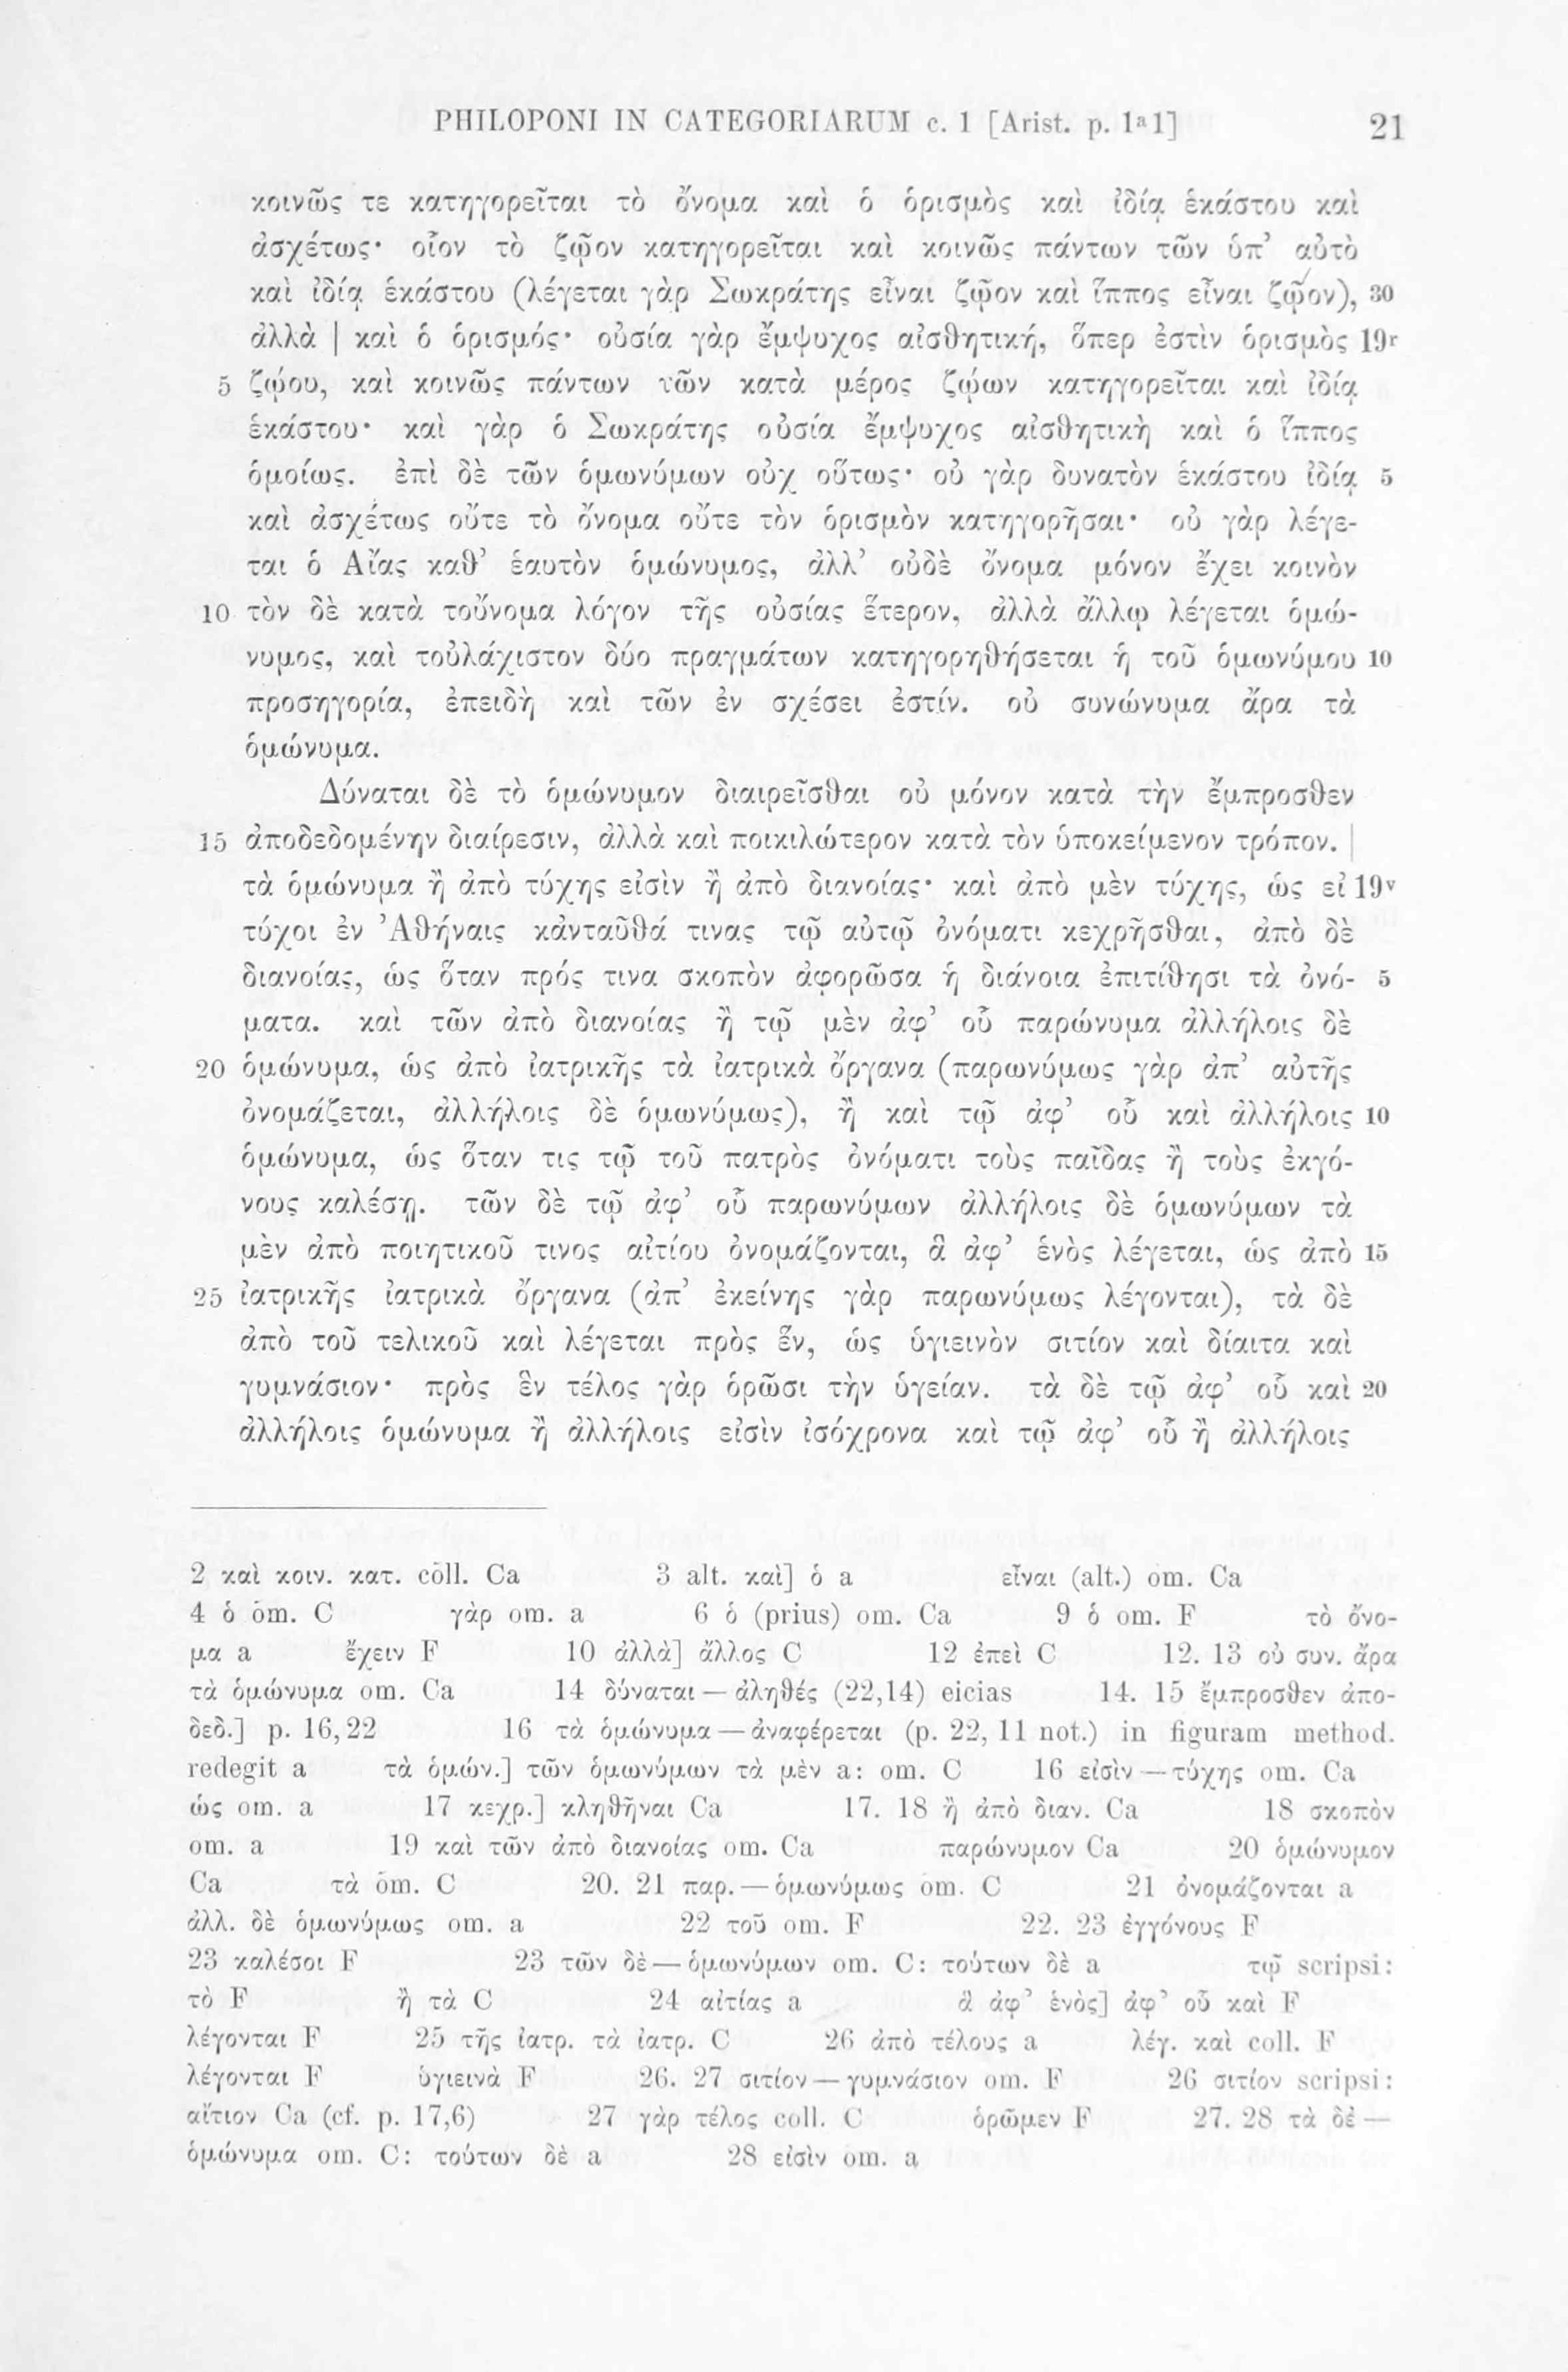 PHILOPONI IN CATEGORIARUM c. 1 [Arist. p. 1ᵃ1] 21
κοινῶς τε κατηγορεῖται τὸ ὄνομα καὶ ὁ ὁρισμὸς καὶ ἰδίᾳ ἑκάστου καὶ
ἀσχέτως· οἷον τὸ ζῷον κατηγορεῖται καὶ κοινῶς πάντων τῶν ὑπ’ αὐτὸ
καὶ ἰδίᾳ ἑκάστου (λέγεται γὰρ Σωκράτης εἶναι ζῷον καὶ ἵππος εἶναι ζῷον), 30
ἀλλὰ | καὶ ὁ ὁρισμός· οὐσία γὰρ ἔμψυχος αἰσθητική, ὅπερ ἐστὶν ὁρισμὸς 19ʳ
5 ζῴου, καὶ κοινῶς πάντων τῶν κατὰ μέρος ζῴων κατηγορεῖται καὶ ἰδίᾳ
ἑκάστου· καὶ γὰρ ὁ Σωκράτης οὐσία ἔμψυχος αἰσθητικὴ καὶ ὁ ἵππος
ὁμοίως. ἐπὶ δὲ τῶν ὁμωνύμων οὐχ οὕτως· οὐ γὰρ δυνατὸν ἑκάστου ἰδίᾳ 5
καὶ ἀσχέτως οὔτε τὸ ὄνομα οὔτε τὸν ὁρισμὸν κατηγορῆσαι· οὐ γὰρ λέγε-
ται ὁ Αἴας καθ’ ἑαυτὸν ὁμώνυμος, ἀλλ’ οὐδὲ ὄνομα μόνον ἔχει κοινὸν
10 τὸν δὲ κατὰ τοὔνομα λόγον τῆς οὐσίας ἕτερον, ἀλλὰ ἄλλῳ λέγεται ὁμώ-
νυμος, καὶ τοὐλάχιστον δύο πραγμάτων κατηγορηθήσεται ἡ τοῦ ὁμωνύμου 10
προσηγορία, ἐπειδὴ καὶ τῶν ἐν σχέσει ἐστίν. οὐ συνώνυμα ἄρα τὰ
ὁμώνυμα.
Δύναται δὲ τὸ ὁμώνυμον διαιρεῖσθαι οὐ μόνον κατὰ τὴν ἔμπροσθεν
15 ἀποδεδομένην διαίρεσιν, ἀλλὰ καὶ ποικιλώτερον κατὰ τὸν ὑποκείμενον τρόπον. |
τὰ ὁμώνυμα ἢ ἀπὸ τύχης εἰσὶν ἢ ἀπὸ διανοίας· καὶ ἀπὸ μὲν τύχης, ὡς εἰ 19ᵛ
τύχοι ἐν Ἀθήναις κἀνταῦθά τινας τῷ αὐτῷ ὀνόματι κεχρῆσθαι, ἀπὸ δὲ
διανοίας, ὡς ὅταν πρός τινα σκοπὸν ἀφορῶσα ἡ διάνοια ἐπιτίθησι τὰ ὀνό- 5
ματα. καὶ τῶν ἀπὸ διανοίας ἢ τῷ μὲν ἀφ’ οὗ παρώνυμα ἀλλήλοις δὲ
20 ὁμώνυμα, ὡς ἀπὸ ἰατρικῆς τὰ ἰατρικὰ ὄργανα (παρωνύμως γὰρ ἀπ’ αὐτῆς
ὀνομάζεται, ἀλλήλοις δὲ ὁμωνύμως), ἢ καὶ τῷ ἀφ’ οὗ καὶ ἀλλήλοις 10
ὁμώνυμα, ὡς ὅταν τις τῷ τοῦ πατρὸς ὀνόματι τοὺς παῖδας ἢ τοὺς ἐκγό-
νους καλέσῃ. τῶν δὲ τῷ ἀφ’ οὗ παρωνύμων ἀλλήλοις δὲ ὁμωνύμων τὰ
μὲν ἀπὸ ποιητικοῦ τινος αἰτίου ὀνομάζονται, ἃ ἀφ’ ἑνὸς λέγεται, ὡς ἀπὸ 15
25 ἰατρικῆς ἰατρικὰ ὄργανα (ἀπ’ ἐκείνης γὰρ παρωνύμως λέγονται), τὰ δὲ
ἀπὸ τοῦ τελικοῦ καὶ λέγεται πρὸς ἕν, ὡς ὑγιεινὸν σιτίον καὶ δίαιτα καὶ
γυμνάσιον· πρὸς ἓν τέλος γὰρ ὁρῶσι τὴν ὑγείαν. τὰ δὲ τῷ ἀφ’ οὗ καὶ 20
ἀλλήλοις ὁμώνυμα ἢ ἀλλήλοις εἰσὶν ἰσόχρονα καὶ τῷ ἀφ’ οὗ ἢ ἀλλήλοις
2 καὶ κοιν. κατ. coll. Ca 3 alt. καὶ] ὁ a εἶναι (alt.) om. Ca
4 ὁ om. C γὰρ om. a 6 ὁ (prius) om. Ca 9 ὁ om. F τὸ ὄνο-
μα a ἔχειν F 10 ἀλλὰ] ἄλλος C 12 ἐπεὶ C 12. 13 οὐ συν. ἄρα
τὰ ὁμώνυμα om. Ca 14 δύναται — ἀληθές (22,14) eicias 14. 15 ἔμπροσθεν ἀπο-
δεδ.] p. 16,22 16 τὰ ὁμώνυμα — ἀναφέρεται (p. 22, 11 not.) in figuram method.
redegit a τὰ ὁμών.] τῶν ὁμωνύμων τὰ μὲν a: om. C 16 εἰσὶν — τύχης om. Ca
ὡς om. a 17 κεχρ.] κληθῆναι Ca 17. 18 ἢ ἀπὸ διαν. Ca 18 σκοπὸν
om. a 19 καὶ τῶν ἀπὸ διανοίας om. Ca παρώνυμον Ca 20 ὁμώνυμον
Ca τὰ om. C 20. 21 παρ. — ὁμωνύμως om. C 21 ὀνομάζονται a
ἀλλ. δὲ ὁμωνύμως om. a 22 τοῦ om. F 22. 23 ἐγγόνους F
23 καλέσοι F 23 τῶν δὲ — ὁμωνύμων om. C: τούτων δὲ a τῷ scripsi:
τὸ F ἢ τὰ C 24 αἰτίας a ἃ ἀφ’ ἑνὸς] ἀφ’ οὗ καὶ F
λέγονται F 25 τῆς ἰατρ. τὰ ἰατρ. C 26 ἀπὸ τέλους a λέγ. καὶ coll. F
λέγονται F ὑγιεινὰ F 26. 27 σιτίον — γυμνάσιον om. F 26 σιτίον scripsi:
αἴτιον Ca (cf. p. 17,6) 27 γὰρ τέλος coll. C ὁρῶμεν F 27. 28 τὰ δὲ —
ὁμώνυμα om. C: τούτων δὲ a 28 εἰσὶν om. a